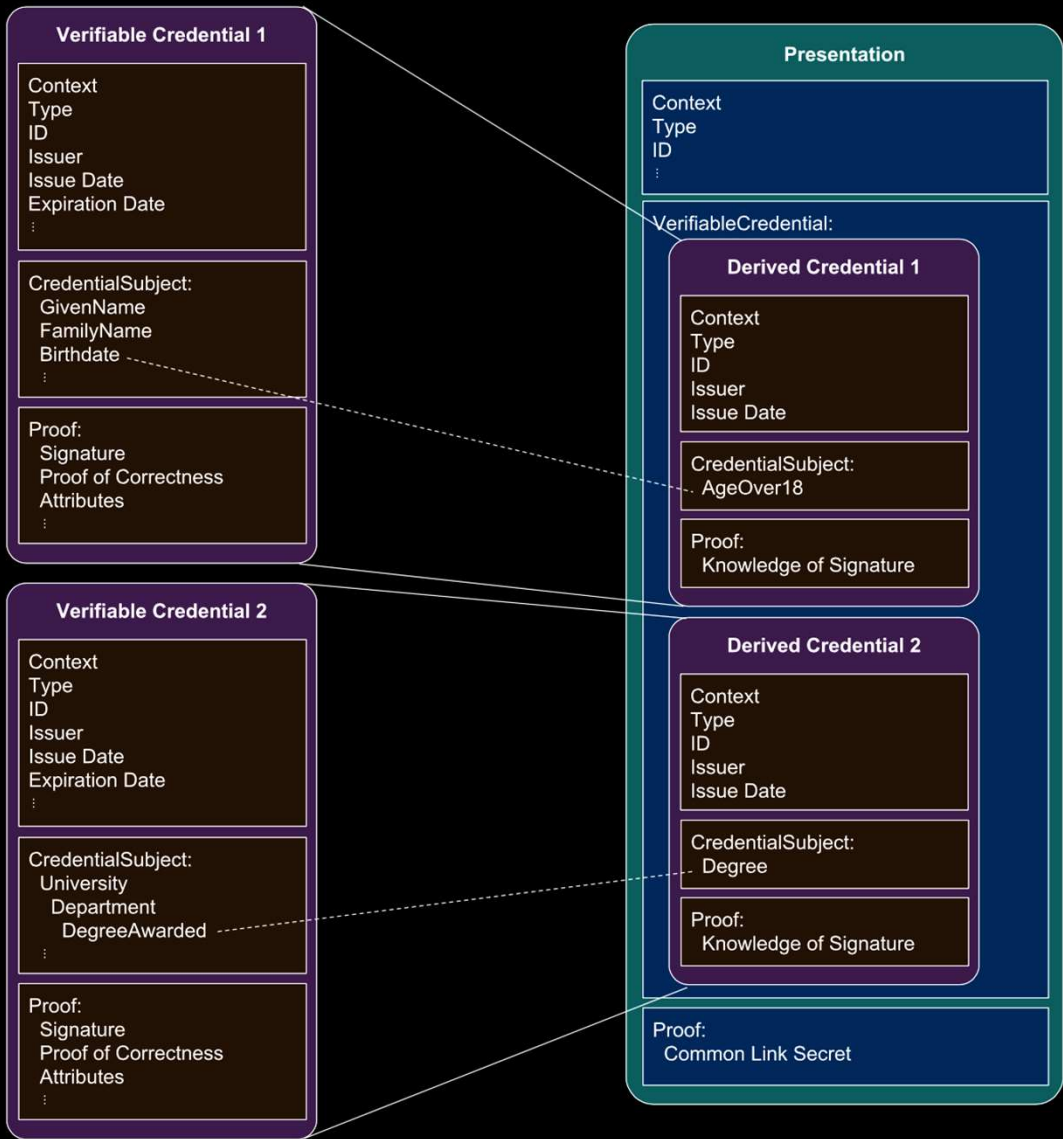 Verifiable Credential 1
Context
Type
ID
Issuer
Issue Date
Expiration Date
⋮
CredentialSubject:
GivenName
FamilyName
Birthdate
⋮
Proof:
Signature
Proof of Correctness
Attributes
⋮
Verifiable Credential 2
Context
Type
ID
Issuer
Issue Date
Expiration Date
⋮
CredentialSubject:
University
Department
DegreeAwarded
⋮
Proof:
Signature
Proof of Correctness
Attributes
⋮
Presentation
Context
Type
ID
⋮
VerifiableCredential:
Derived Credential 1
Context
Type
ID
Issuer
Issue Date
CredentialSubject:
AgeOver18
Proof:
Knowledge of Signature
Derived Credential 2
Context
Type
ID
Issuer
Issue Date
CredentialSubject:
Degree
Proof:
Knowledge of Signature
Proof:
Common Link Secret